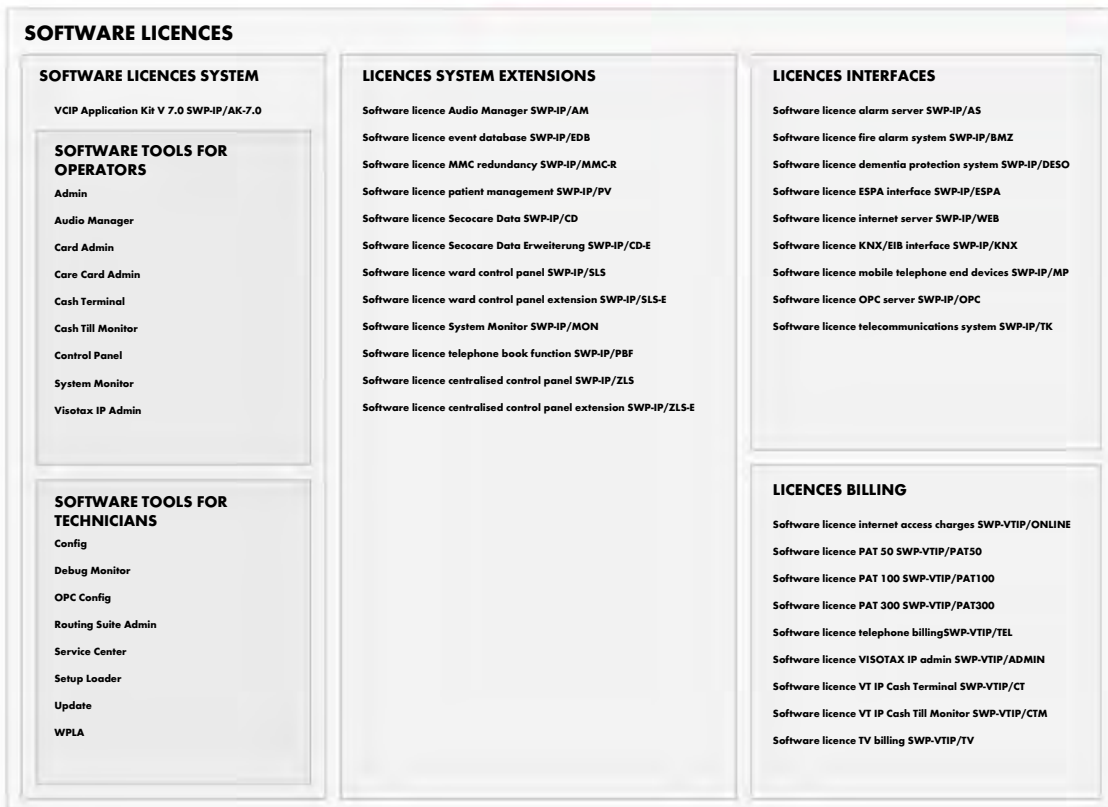 SOFTWARE LICENCES
SOFTWARE LICENCES SYSTEM
VCIP Application Kit V 7.0 SWP-IP/AK-7.0
SOFTWARE TOOLS FOR
OPERATORS
Admin
Audio Manager
Card Admin
Care Card Admin
Cash Terminal
Cash Till Monitor
Control Panel
System Monitor
Visotax IP Admin
SOFTWARE TOOLS FOR
TECHNICIANS
Config
Debug Monitor
OPC Config
Routing Suite Admin
Service Center
Setup Loader
Update
WPLA
LICENCES SYSTEM EXTENSIONS
Software licence Audio Manager SWP-IP/AM
Software licence event database SWP-IP/EDB
Software licence MMC redundancy SWP-IP/MMC-R
Software licence patient management SWP-IP/PV
Software licence Secocare Data SWP-IP/CD
Software licence Secocare Data Erweiterung SWP-IP/CD-E
Software licence ward control panel SWP-IP/SLS
Software licence ward control panel extension SWP-IP/SLS-E
Software licence System Monitor SWP-IP/MON
Software licence telephone book function SWP-IP/PBF
Software licence centralised control panel SWP-IP/ZLS
Software licence centralised control panel extension SWP-IP/ZLS-E
LICENCES INTERFACES
Software licence alarm server SWP-IP/AS
Software licence fire alarm system SWP-IP/BMZ
Software licence dementia protection system SWP-IP/DESO
Software licence ESPA interface SWP-IP/ESPA
Software licence internet server SWP-IP/WEB
Software licence KNX/EIB interface SWP-IP/KNX
Software licence mobile telephone end devices SWP-IP/MP
Software licence OPC server SWP-IP/OPC
Software licence telecommunications system SWP-IP/TK
LICENCES BILLING
Software licence internet access charges SWP-VTIP/ONLINE
Software licence PAT 50 SWP-VTIP/PAT50
Software licence PAT 100 SWP-VTIP/PAT100
Software licence PAT 300 SWP-VTIP/PAT300
Software licence telephone billingSWP-VTIP/TEL
Software licence VISOTAX IP admin SWP-VTIP/ADMIN
Software licence VT IP Cash Terminal SWP-VTIP/CT
Software licence VT IP Cash Till Monitor SWP-VTIP/CTM
Software licence TV billing SWP-VTIP/TV